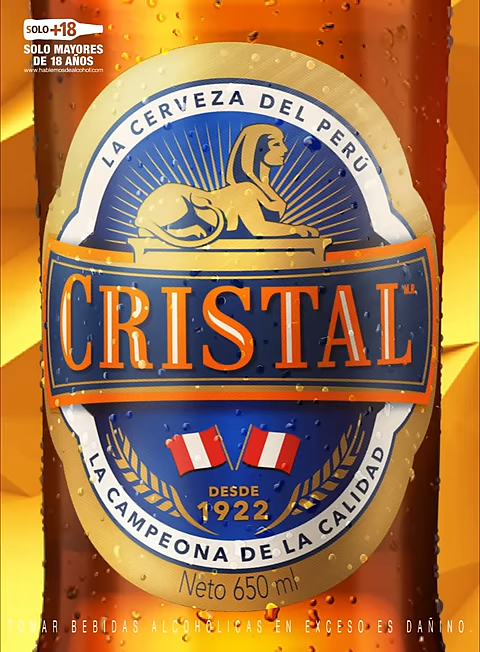 SOLO +18
SOLO MAYORES
DE 18 AÑOS
www.hablemosdealcohol.com
LA CERVEZA DEL PERÚ
CRISTAL M.R.
DESDE
1922
LA CAMPEONA DE LA CALIDAD
Neto 650 ml
TOMAR BEBIDAS ALCOHÓLICAS EN EXCESO ES DAÑINO.